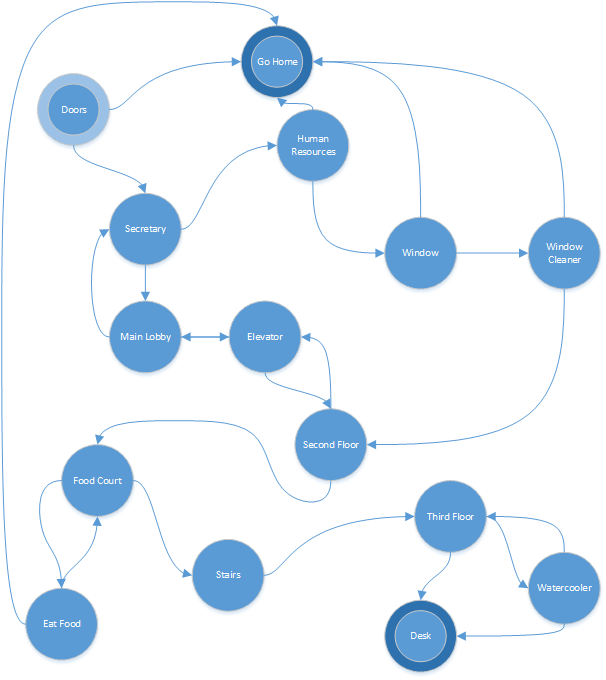 Go Home
Doors
Human
Resources
Secretary
Window
Window
Cleaner
Main Lobby
Elevator
Second Floor
Food Court
Third Floor
Stairs
Watercooler
Eat Food
Desk